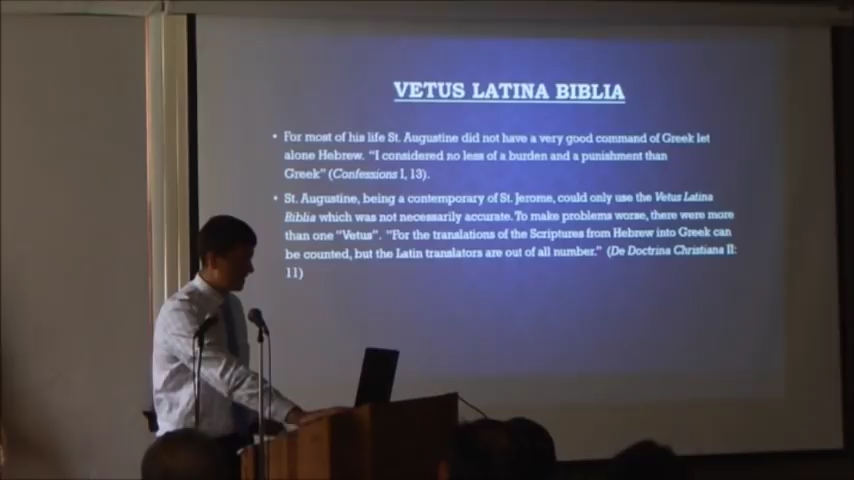 VETUS LATINA BIBLIA
• For most of his life St. Augustine did not have a very good command of Greek let
alone Hebrew. "I considered no less of a burden and a punishment than
Greek" (Confessions I, 13).
• St. Augustine, being a contemporary of St. Jerome, could only use the Vetus Latina
Biblia which was not necessarily accurate. To make problems worse, there were more
than one "Vetus". "For the translations of the Scriptures from Hebrew into Greek can
be counted, but the Latin translators are out of all number." (De Doctrina Christiana II:
11)